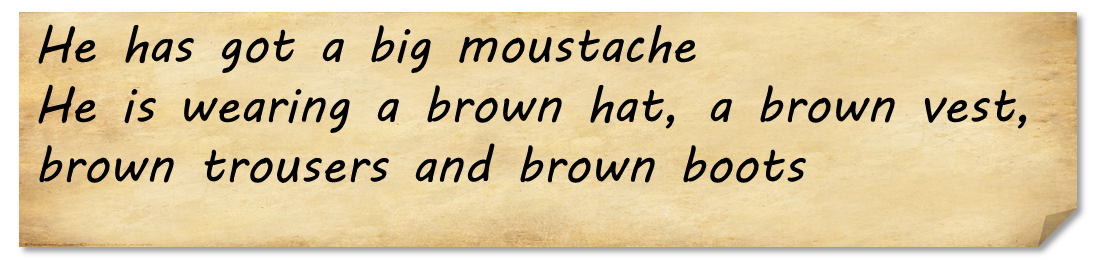 He has got a big moustache
He is wearing a brown hat, a brown vest,
brown trousers and brown boots